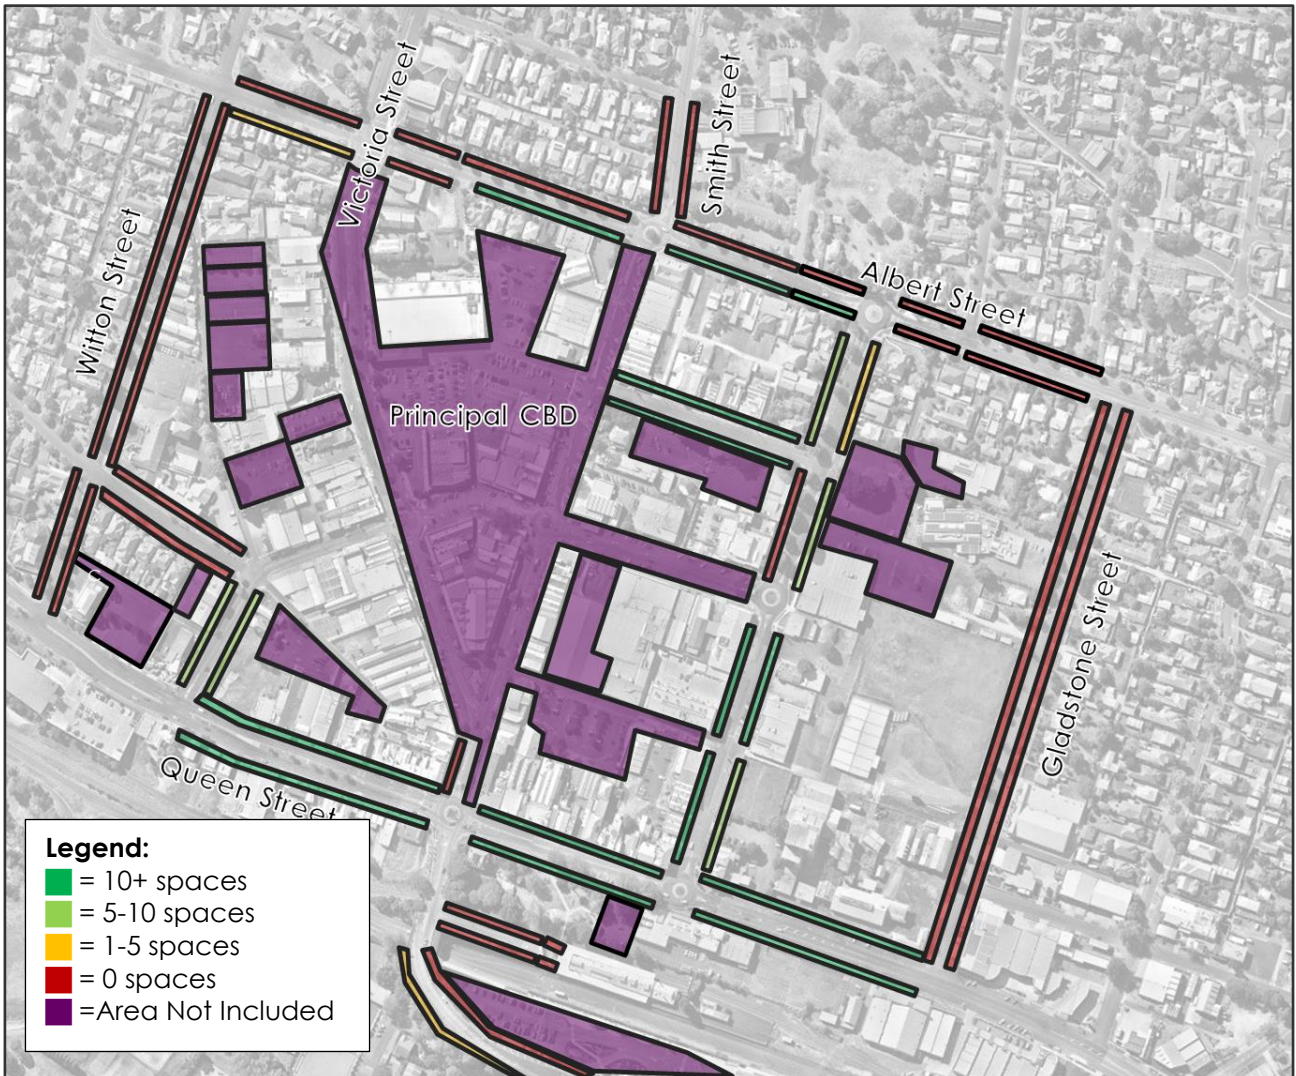 Victoria Street
Smith Street
Albert Street
Witton Street
Principal CBD
Gladstone Street
Queen Street
Legend:
= 10+ spaces
= 5-10 spaces
= 1-5 spaces
= 0 spaces
=Area Not Included